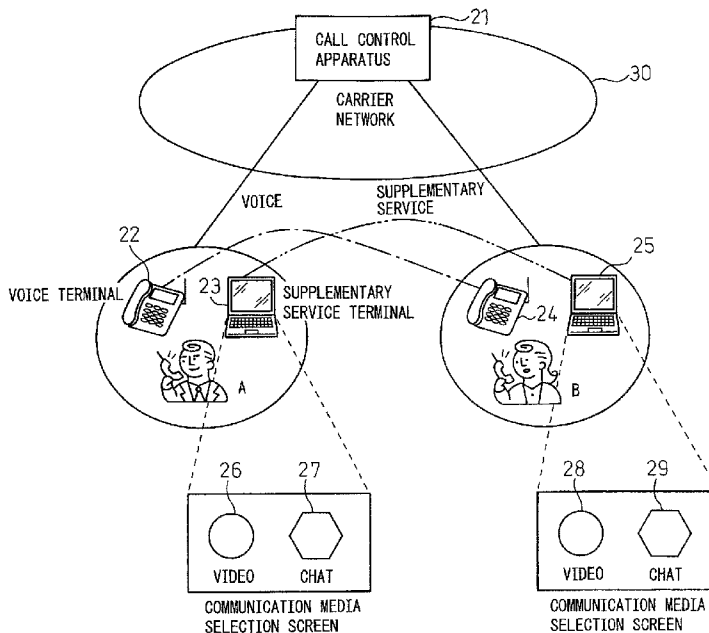 21
CALL CONTROL
APPARATUS
30
CARRIER
NETWORK
VOICE
SUPPLEMENTARY
SERVICE
22
25
VOICE TERMINAL
23
SUPPLEMENTARY
SERVICE TERMINAL
24
A
B
26
27
28
29
VIDEO
CHAT
VIDEO
CHAT
COMMUNICATION MEDIA
SELECTION SCREEN
COMMUNICATION MEDIA
SELECTION SCREEN